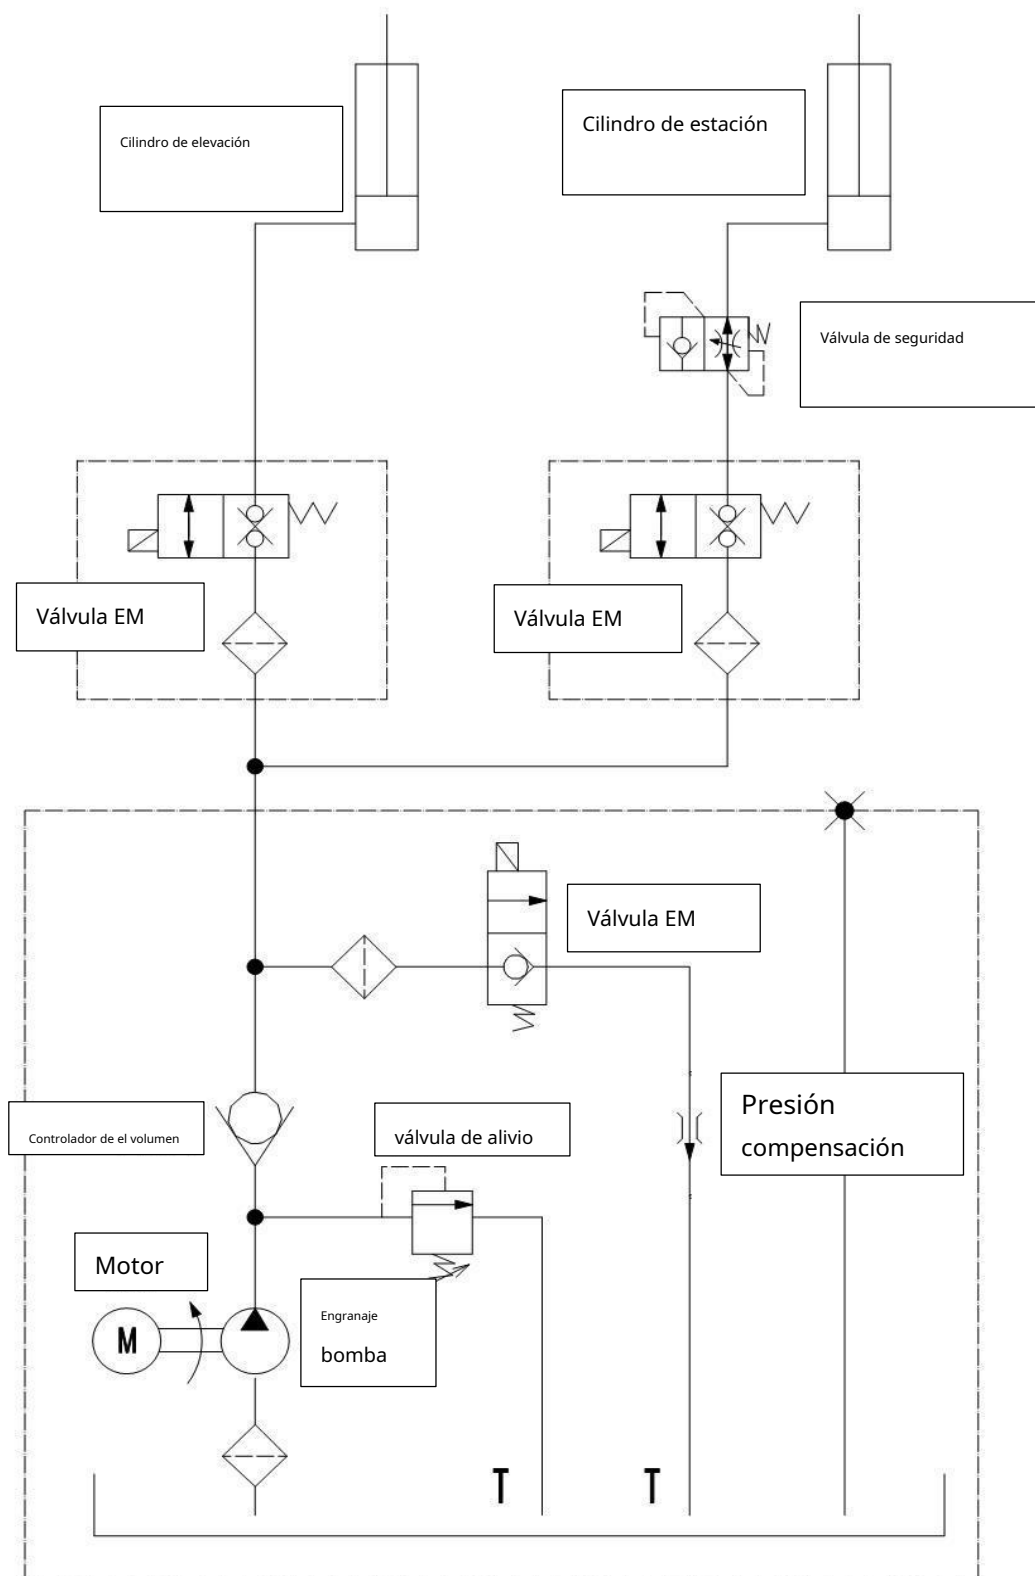 Cilindro de elevación
Cilindro de estación
Válvula de seguridad
Válvula EM
Válvula EM
Válvula EM
Presión
compensación
Controlador de el volumen
válvula de alivio
Motor
M
Engranaje
bomba
T
T